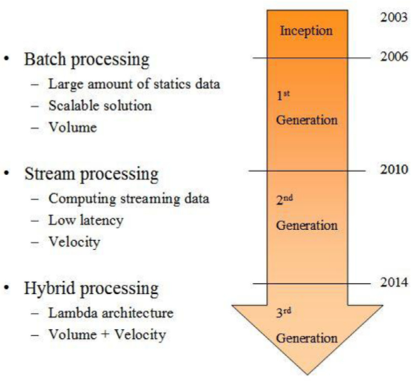 • Batch processing
– Large amount of statics data
– Scalable solution
– Volume
• Stream processing
– Computing streaming data
– Low latency
– Velocity
• Hybrid processing
– Lambda architecture
– Volume + Velocity
Inception
1st
Generation
2nd
Generation
3rd
Generation
2003
2006
2010
2014